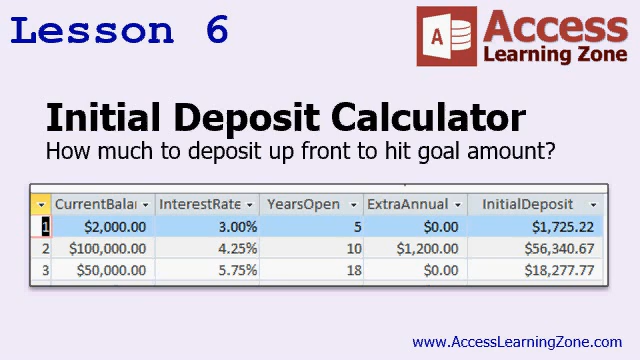 Lesson 6
A
Access
Learning Zone
Initial Deposit Calculator
How much to deposit up front to hit goal amount?
CurrentBalar InterestRate YearsOpen ExtraAnnual InitialDeposit
1 $2,000.00 3.00% 5 $0.00 $1,725.22
2 $100,000.00 4.25% 10 $1,200.00 $56,340.67
3 $50,000.00 5.75% 18 $0.00 $18,277.77
www.AccessLearningZone.com